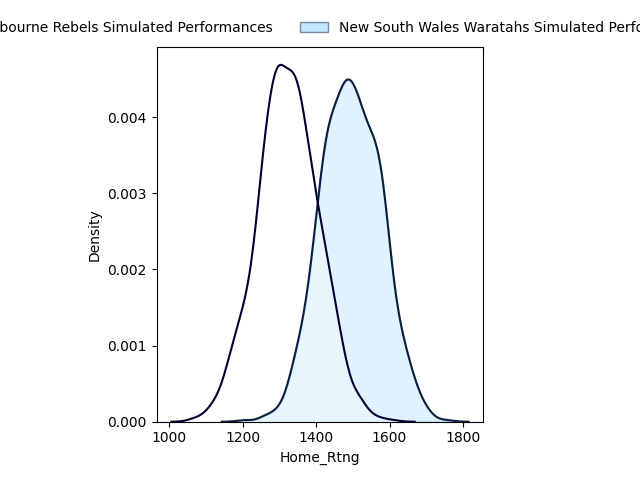 bourne Rebels Simulated Performances New South Wales Waratahs Simulated Perfo
0.004
0.003
Density
0.002
0.001
0.000
1000 1200 1400 1600 1800
Home_Rtng